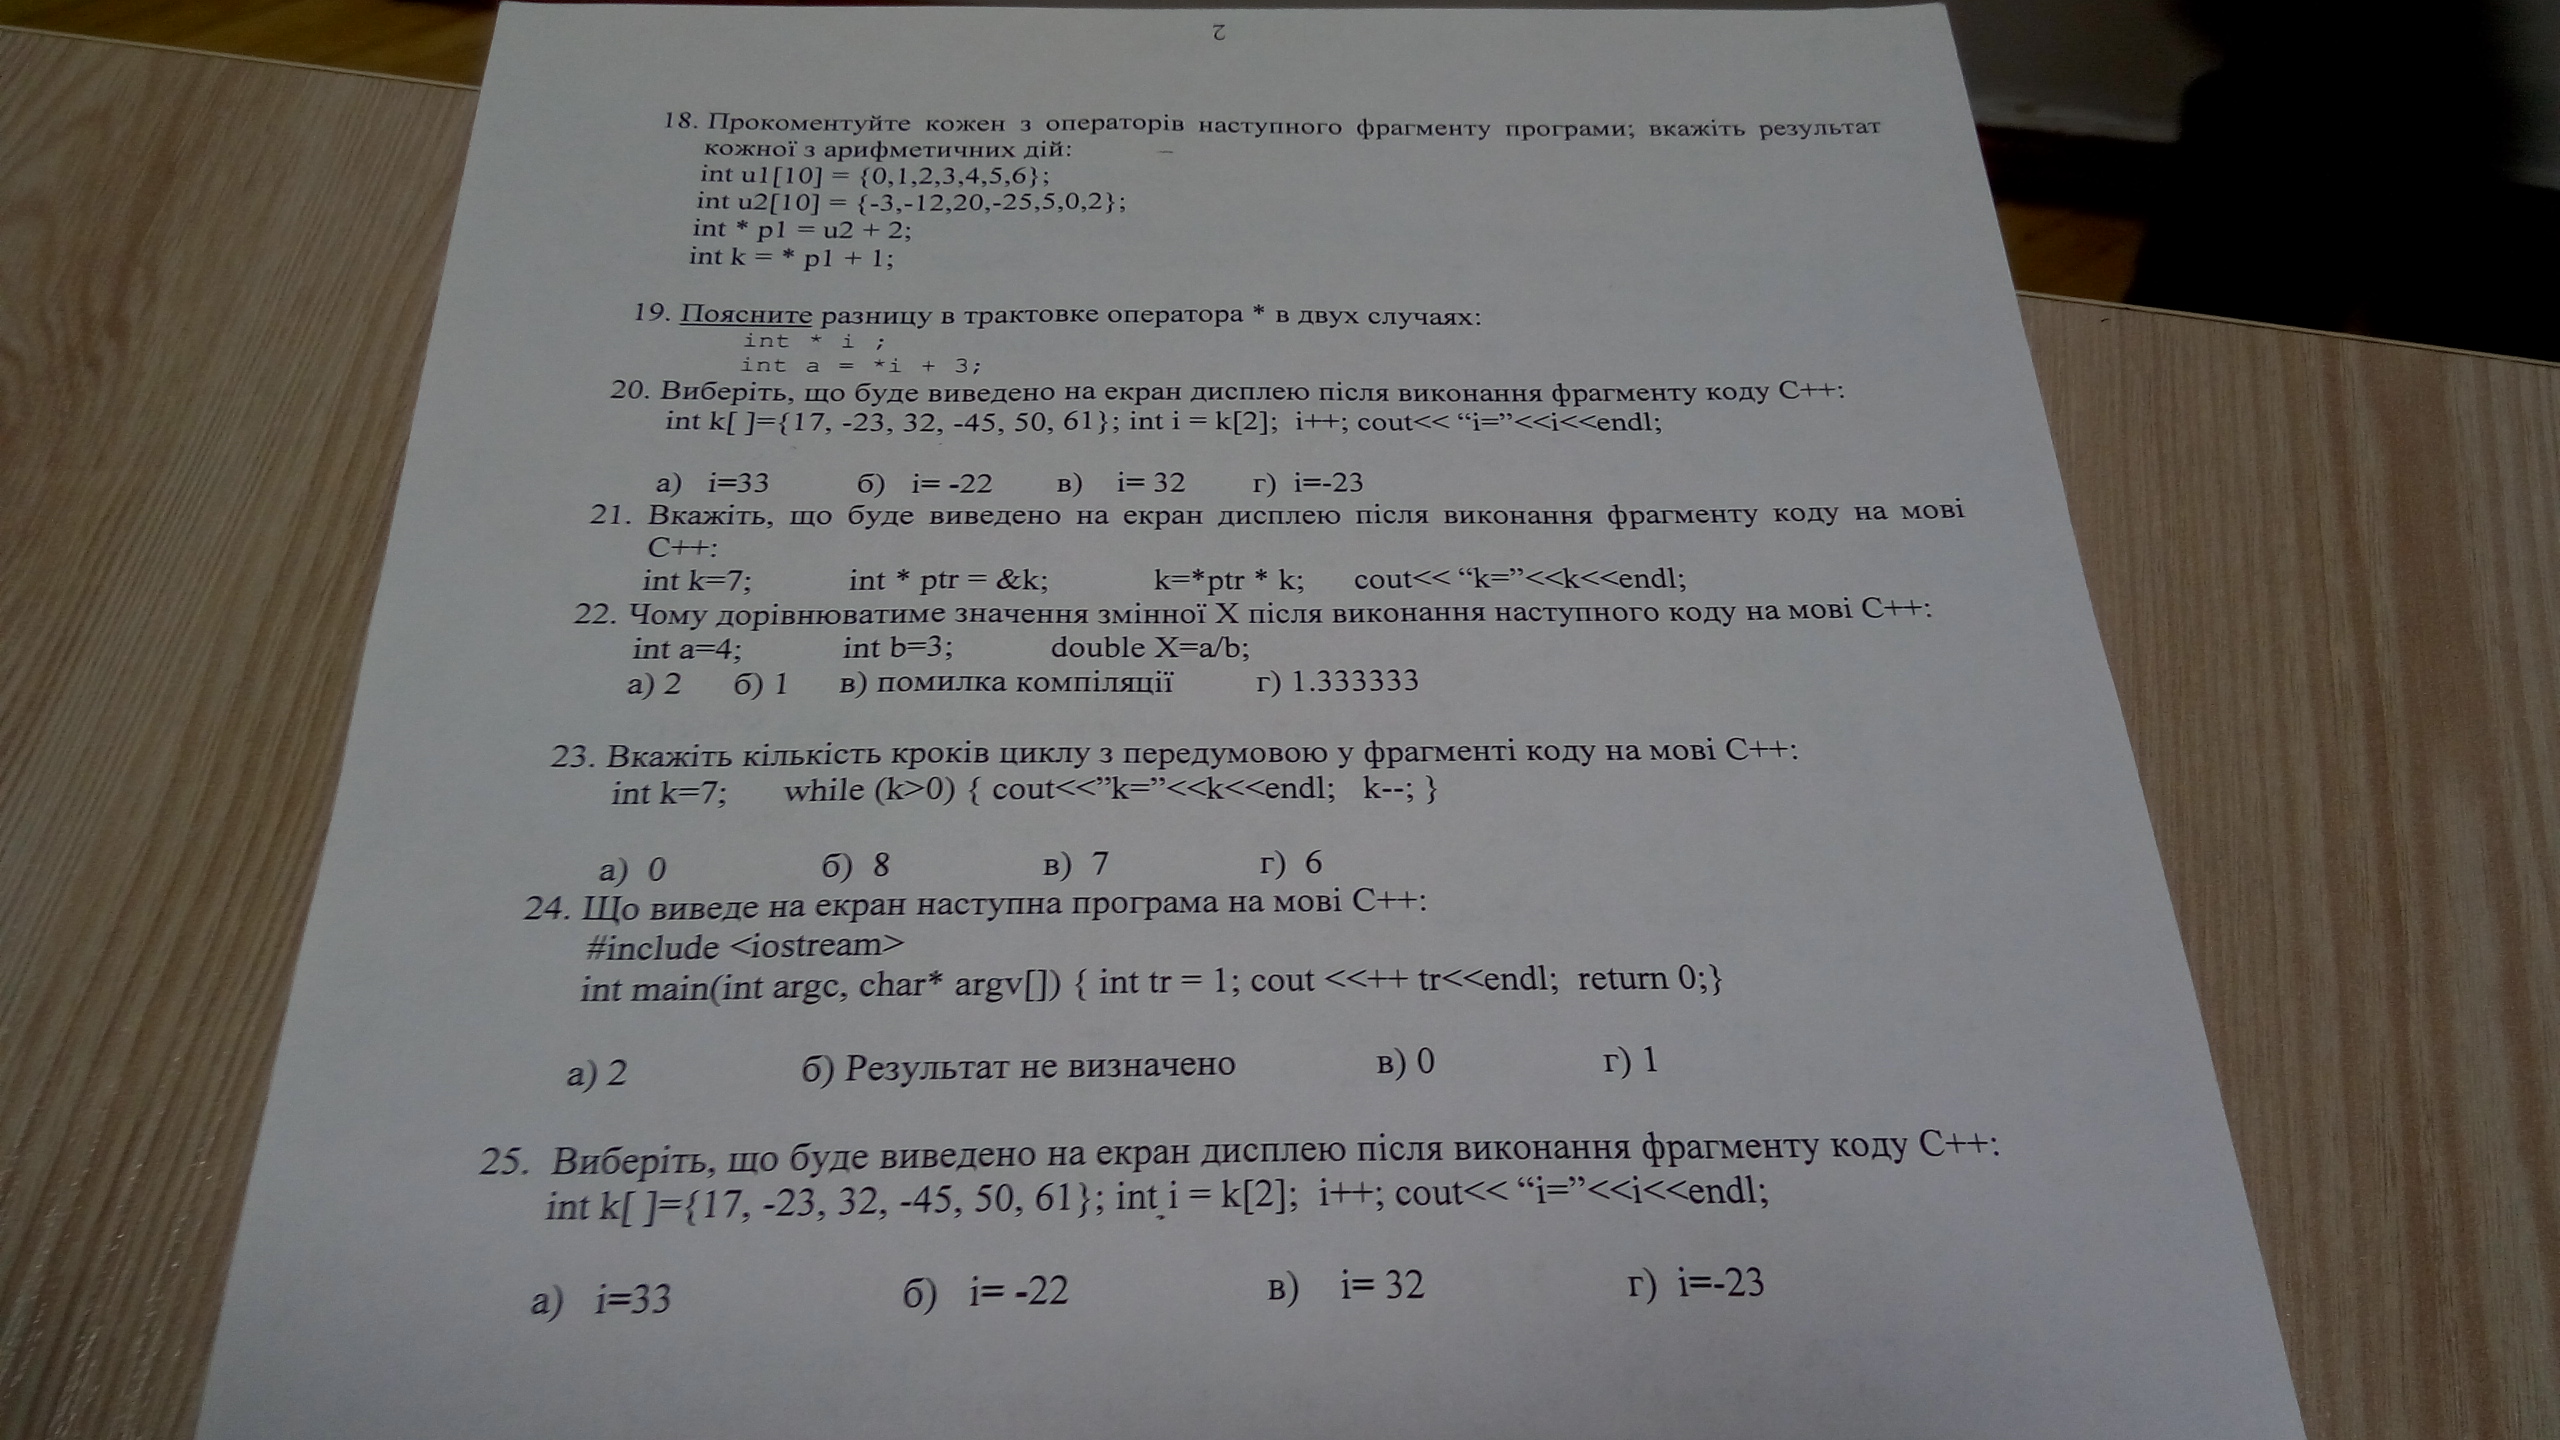 2
18. Прокоментуйте кожен з операторів наступного фрагменту програми; вкажіть результат
кожної з арифметичних дій:
int u1[10] = {0,1,2,3,4,5,6};
int u2[10] = {-3,-12,20,-25,5,0,2};
int * p1 = u2 + 2;
int k = * p1 + 1;
19. Поясните разницу в трактовке оператора * в двух случаях:
int * i ;
int a = *i + 3;
20. Виберіть, що буде виведено на екран дисплею після виконання фрагменту коду С++:
int k[ ]={17, -23, 32, -45, 50, 61}; int i = k[2]; i++; cout<< “i=”<<i<<endl;
а) i=33 б) i= -22 в) i= 32 г) i=-23
21. Вкажіть, що буде виведено на екран дисплею після виконання фрагменту коду на мові
С++:
int k=7; int * ptr = &k; k=*ptr * k; cout<< “k=”<<k<<endl;
22. Чому дорівнюватиме значення змінної X після виконання наступного коду на мові С++:
int a=4; int b=3; double X=a/b;
а) 2 б) 1 в) помилка компіляції г) 1.333333
23. Вкажіть кількість кроків циклу з передумовою у фрагменті коду на мові С++:
int k=7; while (k>0) { cout<<”k=”<<k<<endl; k--; }
а) 0 б) 8 в) 7 г) 6
24. Що виведе на екран наступна програма на мові С++:
#include <iostream>
int main(int argc, char* argv[]) { int tr = 1; cout <<++ tr<<endl; return 0;}
а) 2 б) Результат не визначено в) 0 г) 1
25. Виберіть, що буде виведено на екран дисплею після виконання фрагменту коду С++:
int k[ ]={17, -23, 32, -45, 50, 61}; int i = k[2]; i++; cout<< “i=”<<i<<endl;
а) i=33 б) i= -22 в) i= 32 г) i=-23